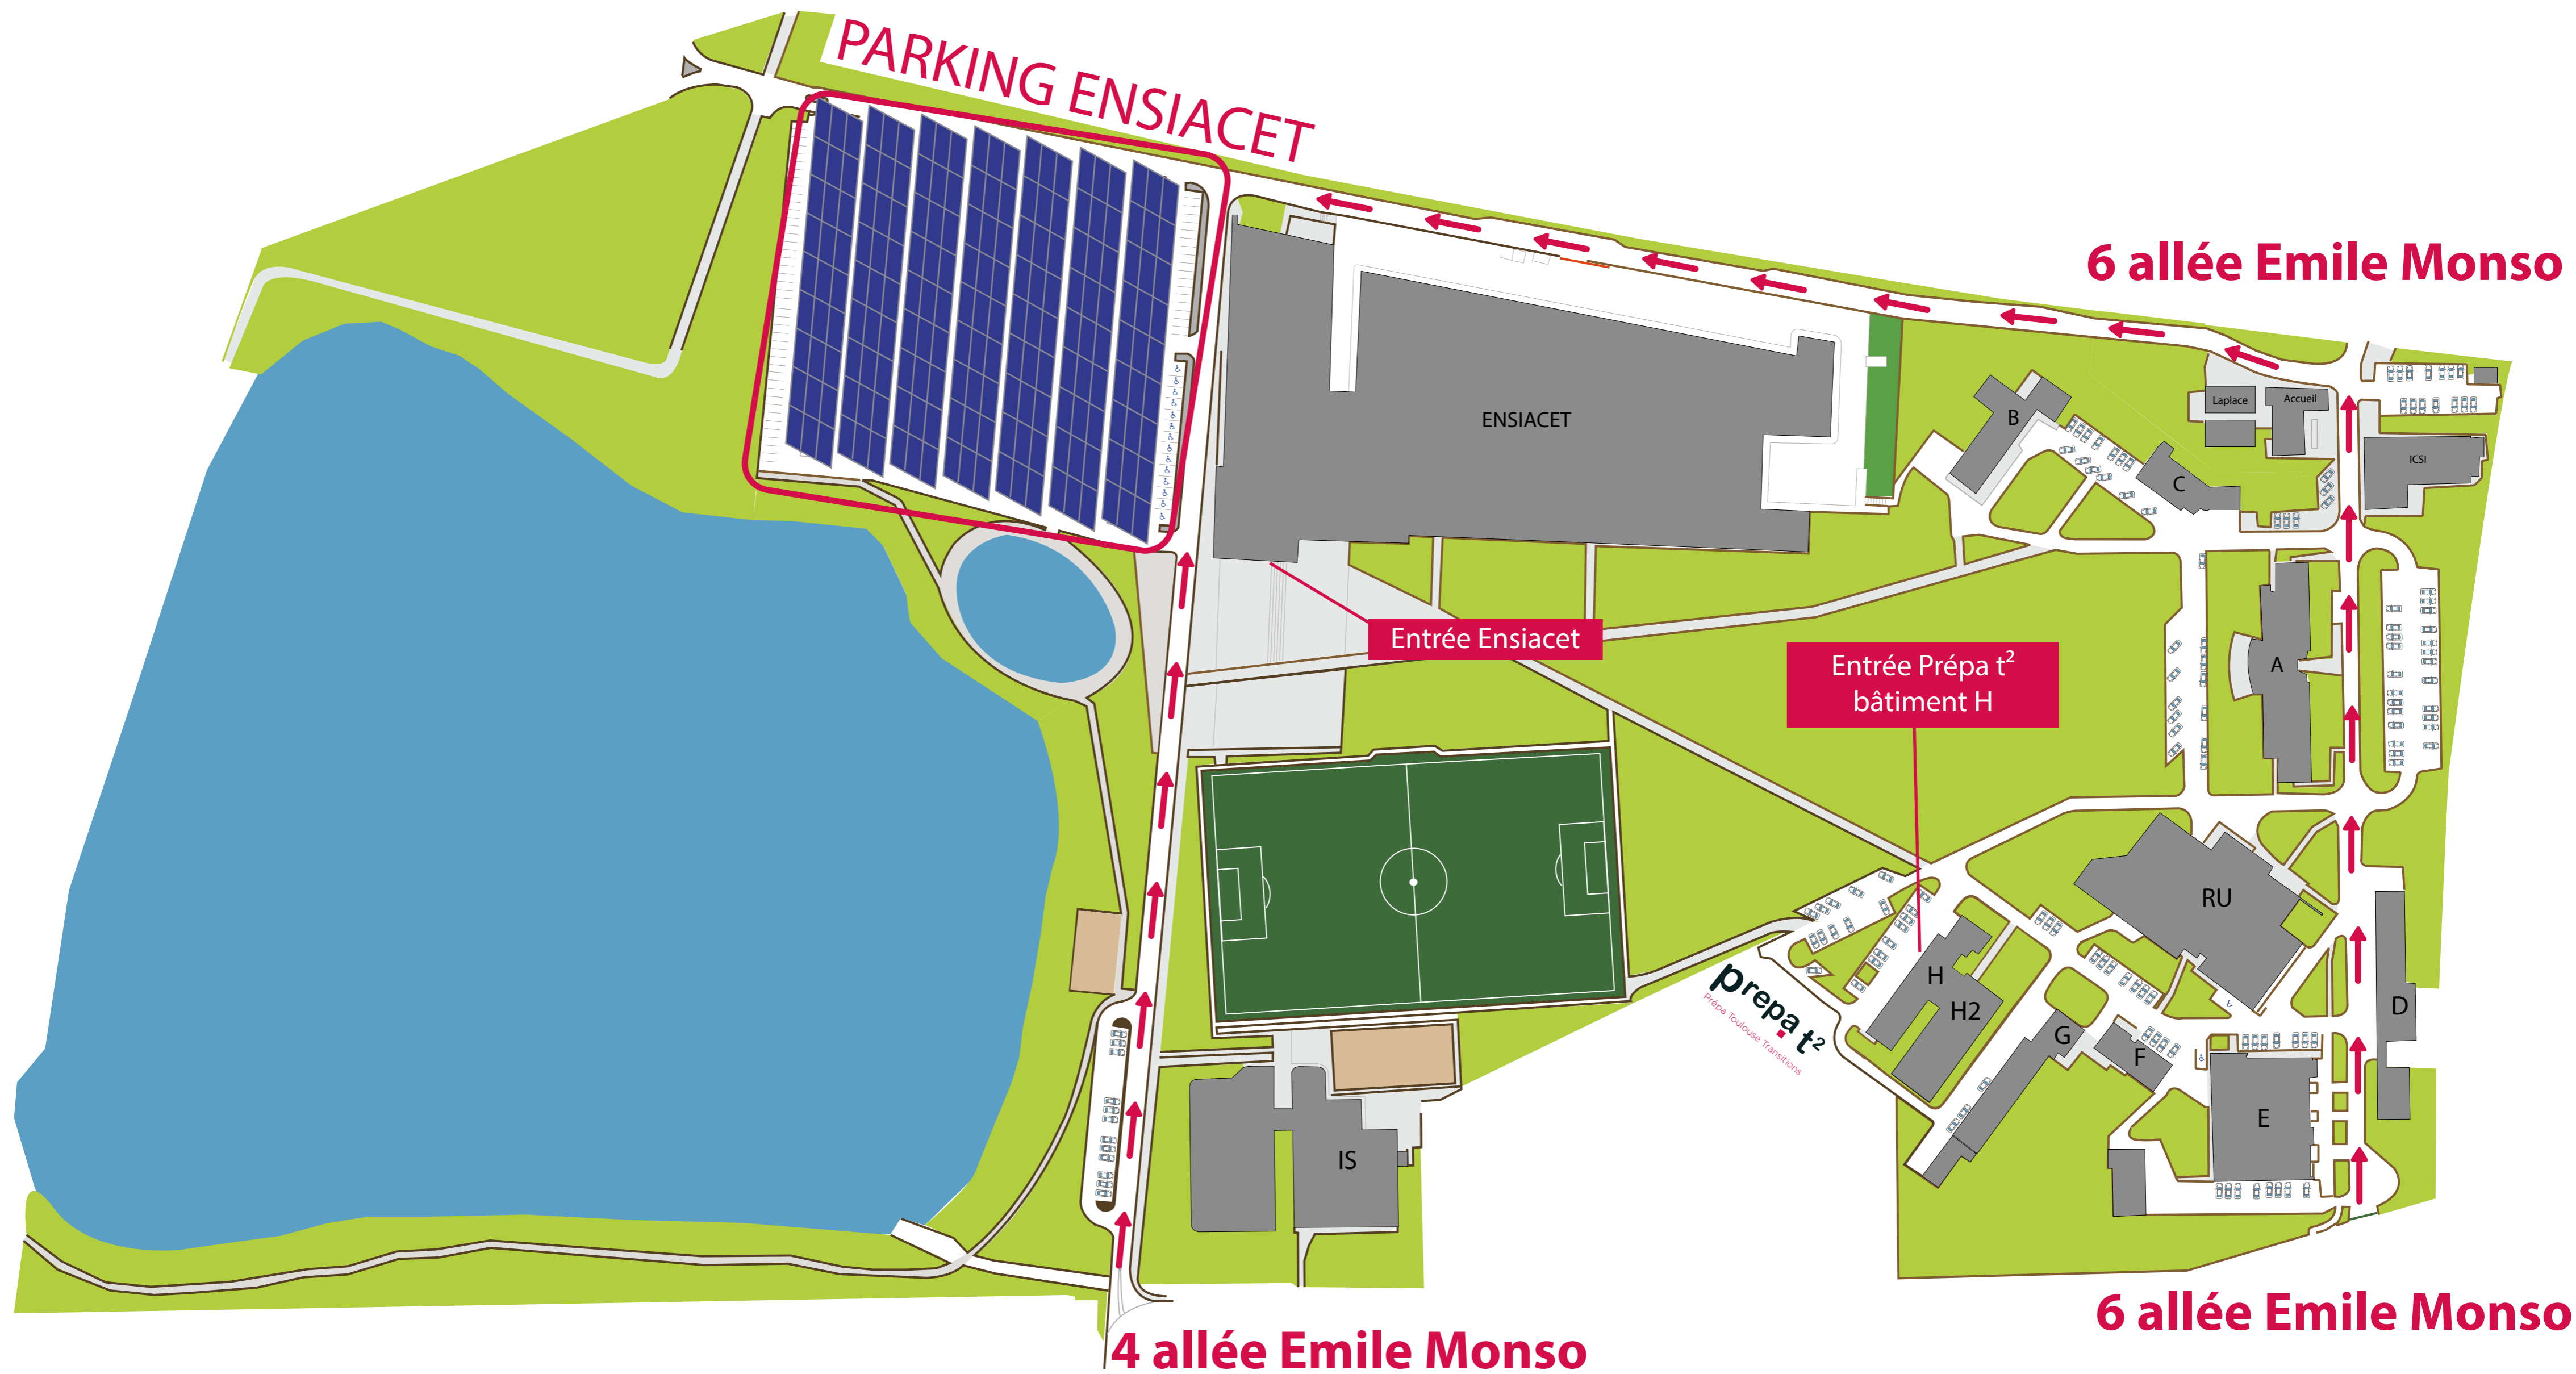 PARKING ENSIACET
6 allée Emile Monso
Laplace
Accueil
B
ENSIACET
ICSI
C
Entrée Ensiacet
Entrée Prépa t²
bâtiment H
A
RU
H
H2
D
prepa.t²
Prépa Toulouse Transitions
G
F
E
IS
6 allée Emile Monso
4 allée Emile Monso